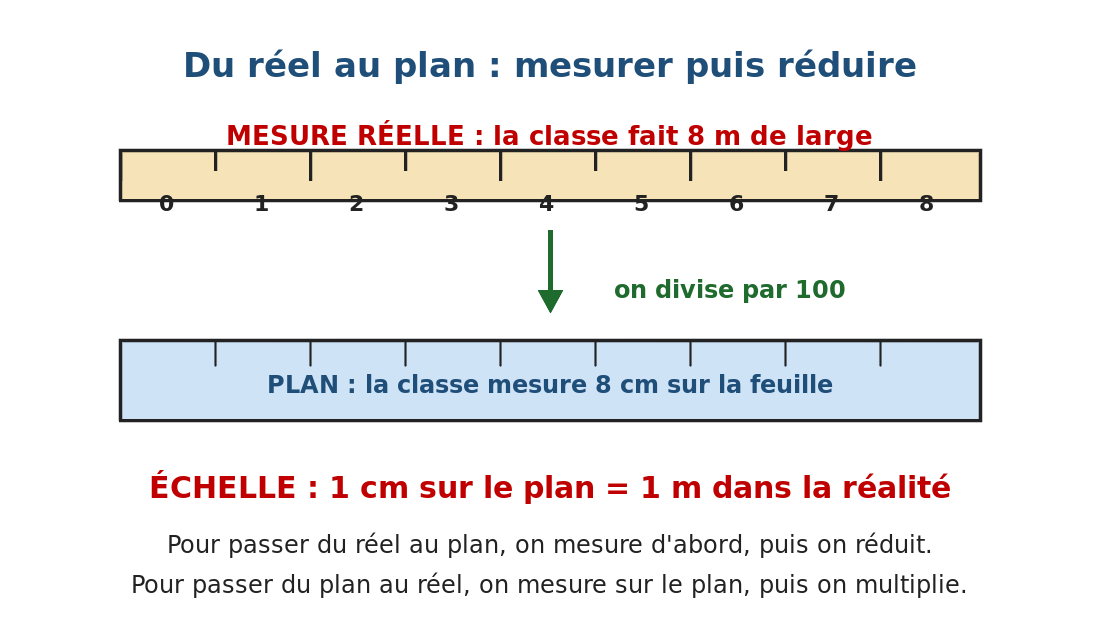 Du réel au plan : mesurer puis réduire
MESURE RÉELLE : la classe fait 8 m de large
0 1 2 3 4 5 6 7 8
on divise par 100
PLAN : la classe mesure 8 cm sur la feuille
ÉCHELLE : 1 cm sur le plan = 1 m dans la réalité
Pour passer du réel au plan, on mesure d'abord, puis on réduit.
Pour passer du plan au réel, on mesure sur le plan, puis on multiplie.